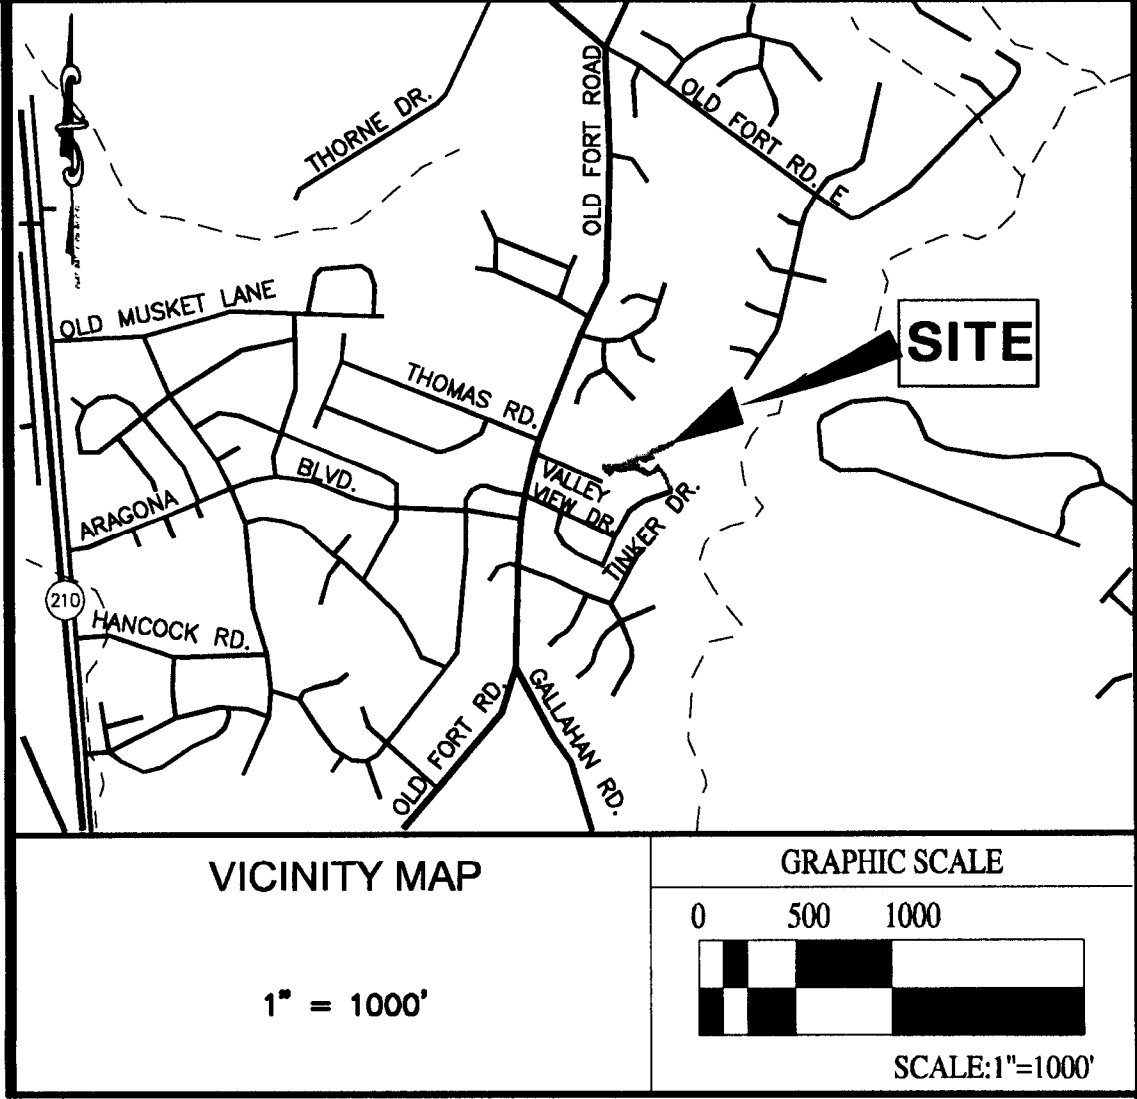 THORNE DR.
OLD FORT ROAD
OLD FORT RD. E
OLD MUSKET LANE
SITE
THOMAS RD.
BLVD.
ARAGONA
VALLEY
VIEW DR.
TINKER DR.
210
HANCOCK RD.
OLD FORT RD.
GALLAHAN RD.
VICINITY MAP
1" = 1000'
GRAPHIC SCALE
0 500 1000
SCALE:1"=1000'